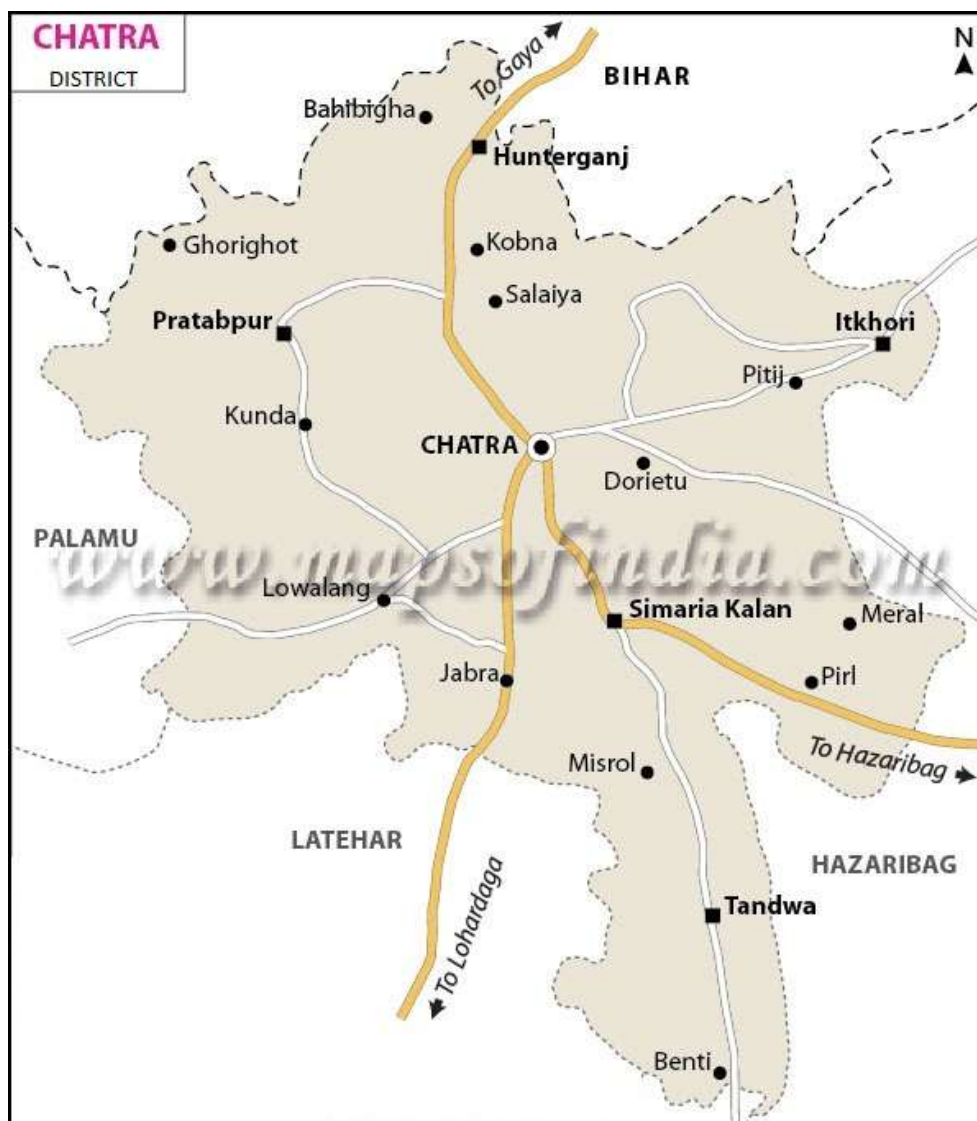 CHATRA
DISTRICT
N
To Gaya
BIHAR
Bahibigha
Hunterganj
Ghorighot
Kobna
Salaiya
Pratabpur
Itkhori
Pitij
Kunda
CHATRA
Dorietu
PALAMU
www.mapsofindia.com
Lowalang
Simaria Kalan
Meral
Jabra
Pirl
To Hazaribag
Misrol
LATEHAR
HAZARIBAG
Tandwa
To Lohardaga
Benti